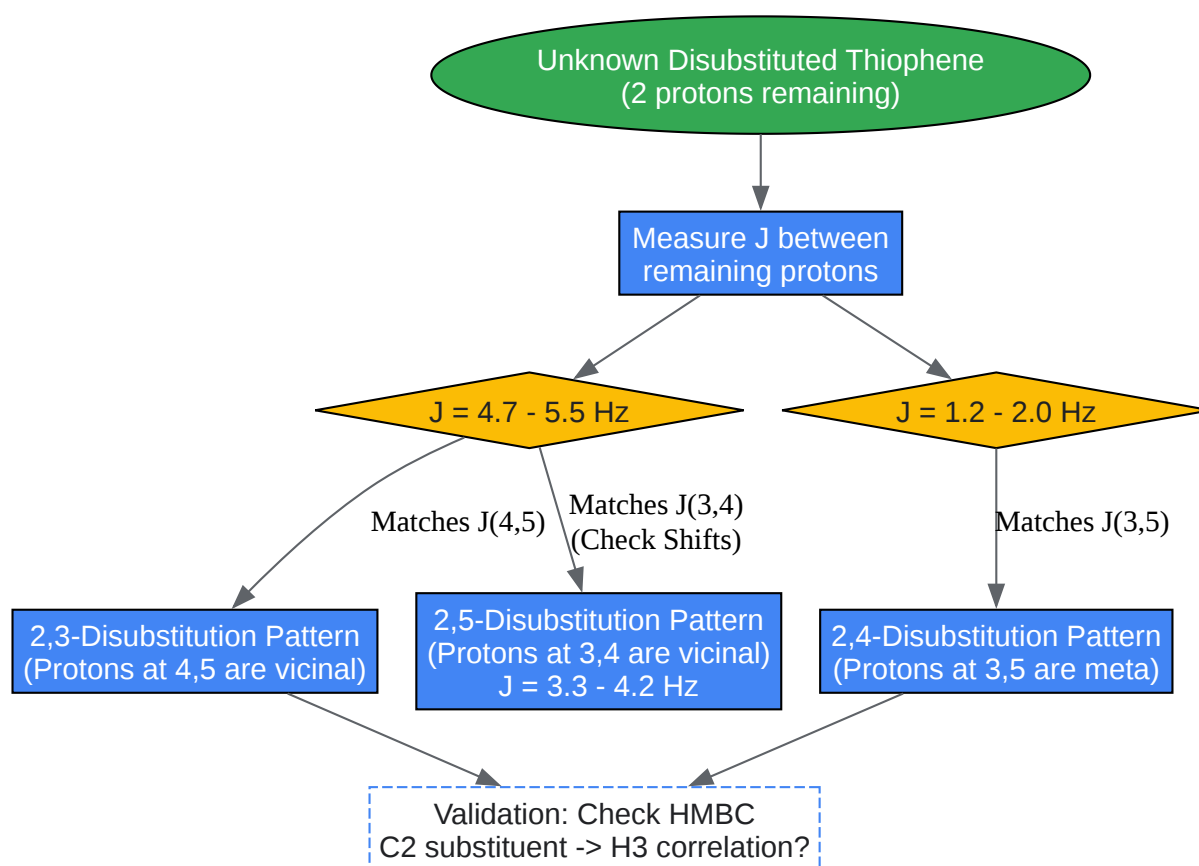 Unknown Disubstituted Thiophene
(2 protons remaining)
Measure J between
remaining protons
J = 4.7 - 5.5 Hz
J = 1.2 - 2.0 Hz
Matches J(4,5)
Matches J(3,4)
(Check Shifts)
Matches J(3,5)
2,3-Disubstitution Pattern
(Protons at 4,5 are vicinal)
2,5-Disubstitution Pattern
(Protons at 3,4 are vicinal)
J = 3.3 - 4.2 Hz
2,4-Disubstitution Pattern
(Protons at 3,5 are meta)
Validation: Check HMBC
C2 substituent -> H3 correlation?